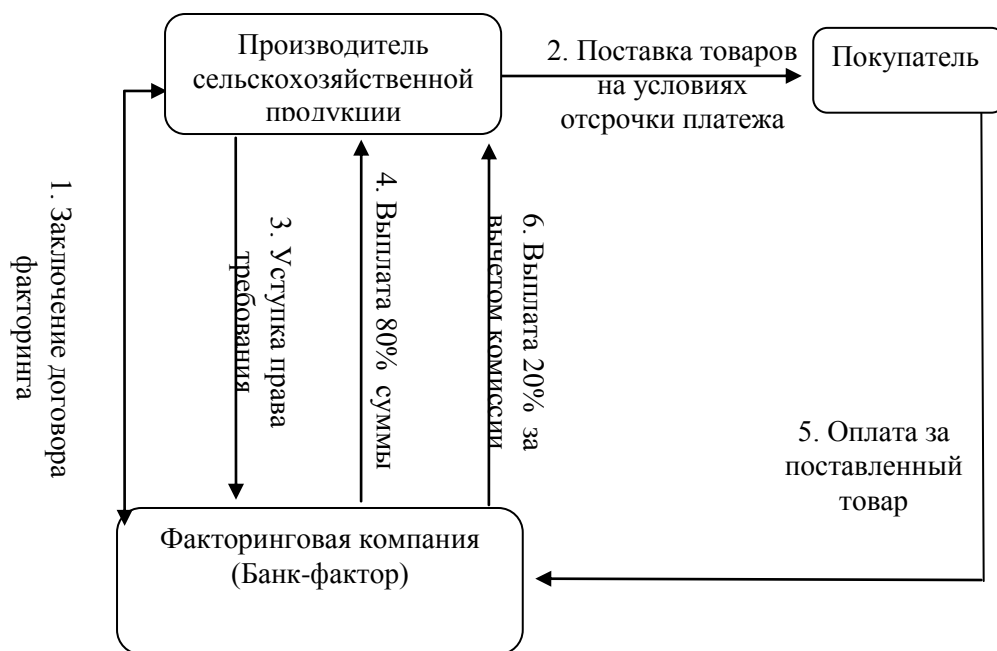 Производитель
сельскохозяйственной
продукции
2. Поставка товаров
на условиях
отсрочки платежа
Покупатель
1. Заключение договора
факторинга
3. Уступка права
требования
4. Выплата 80% суммы
6. Выплата 20% за
вычетом комиссии
5. Оплата за
поставленный
товар
Факторинговая компания
(Банк-фактор)